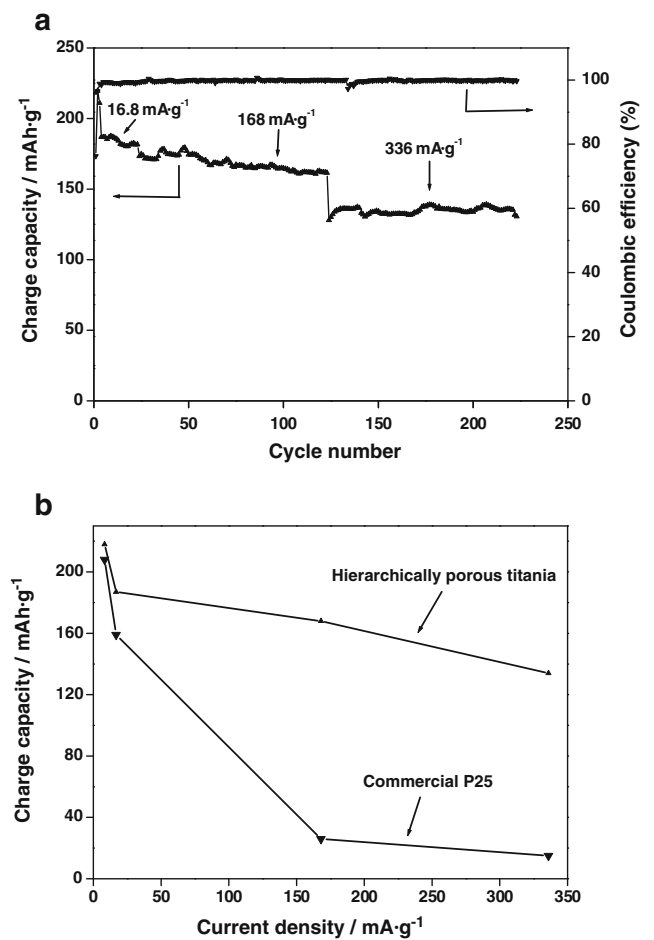 a
250
200
150
100
50
0
Charge capacity / mAh·g-1
16.8 mA·g-1
168 mA·g-1
336 mA·g-1
100
80
60
40
20
0
Coulombic efficiency (%)
0 50 100 150 200 250
Cycle number
b
200
160
120
80
40
0
Charge capacity / mAh·g-1
Hierarchically porous titania
Commercial P25
0 50 100 150 200 250 300 350
Current density / mA·g-1